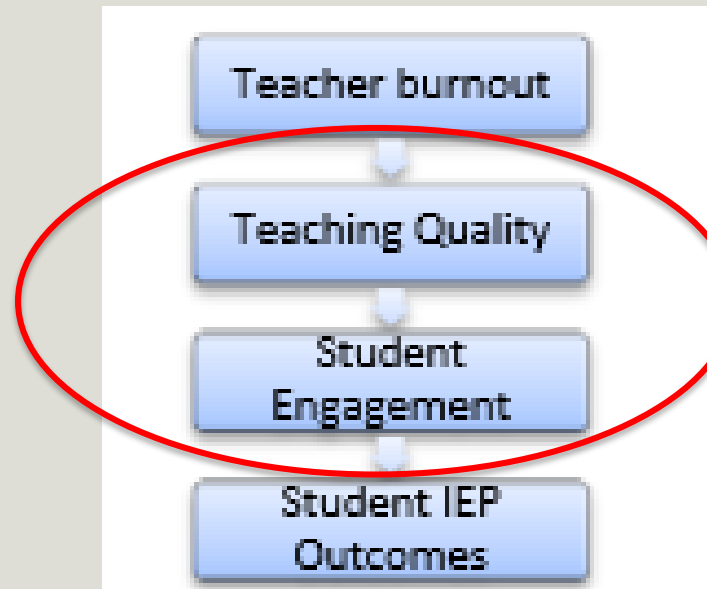 Teacher burnout
Teaching Quality
Student
Engagement
Student IEP
Outcomes